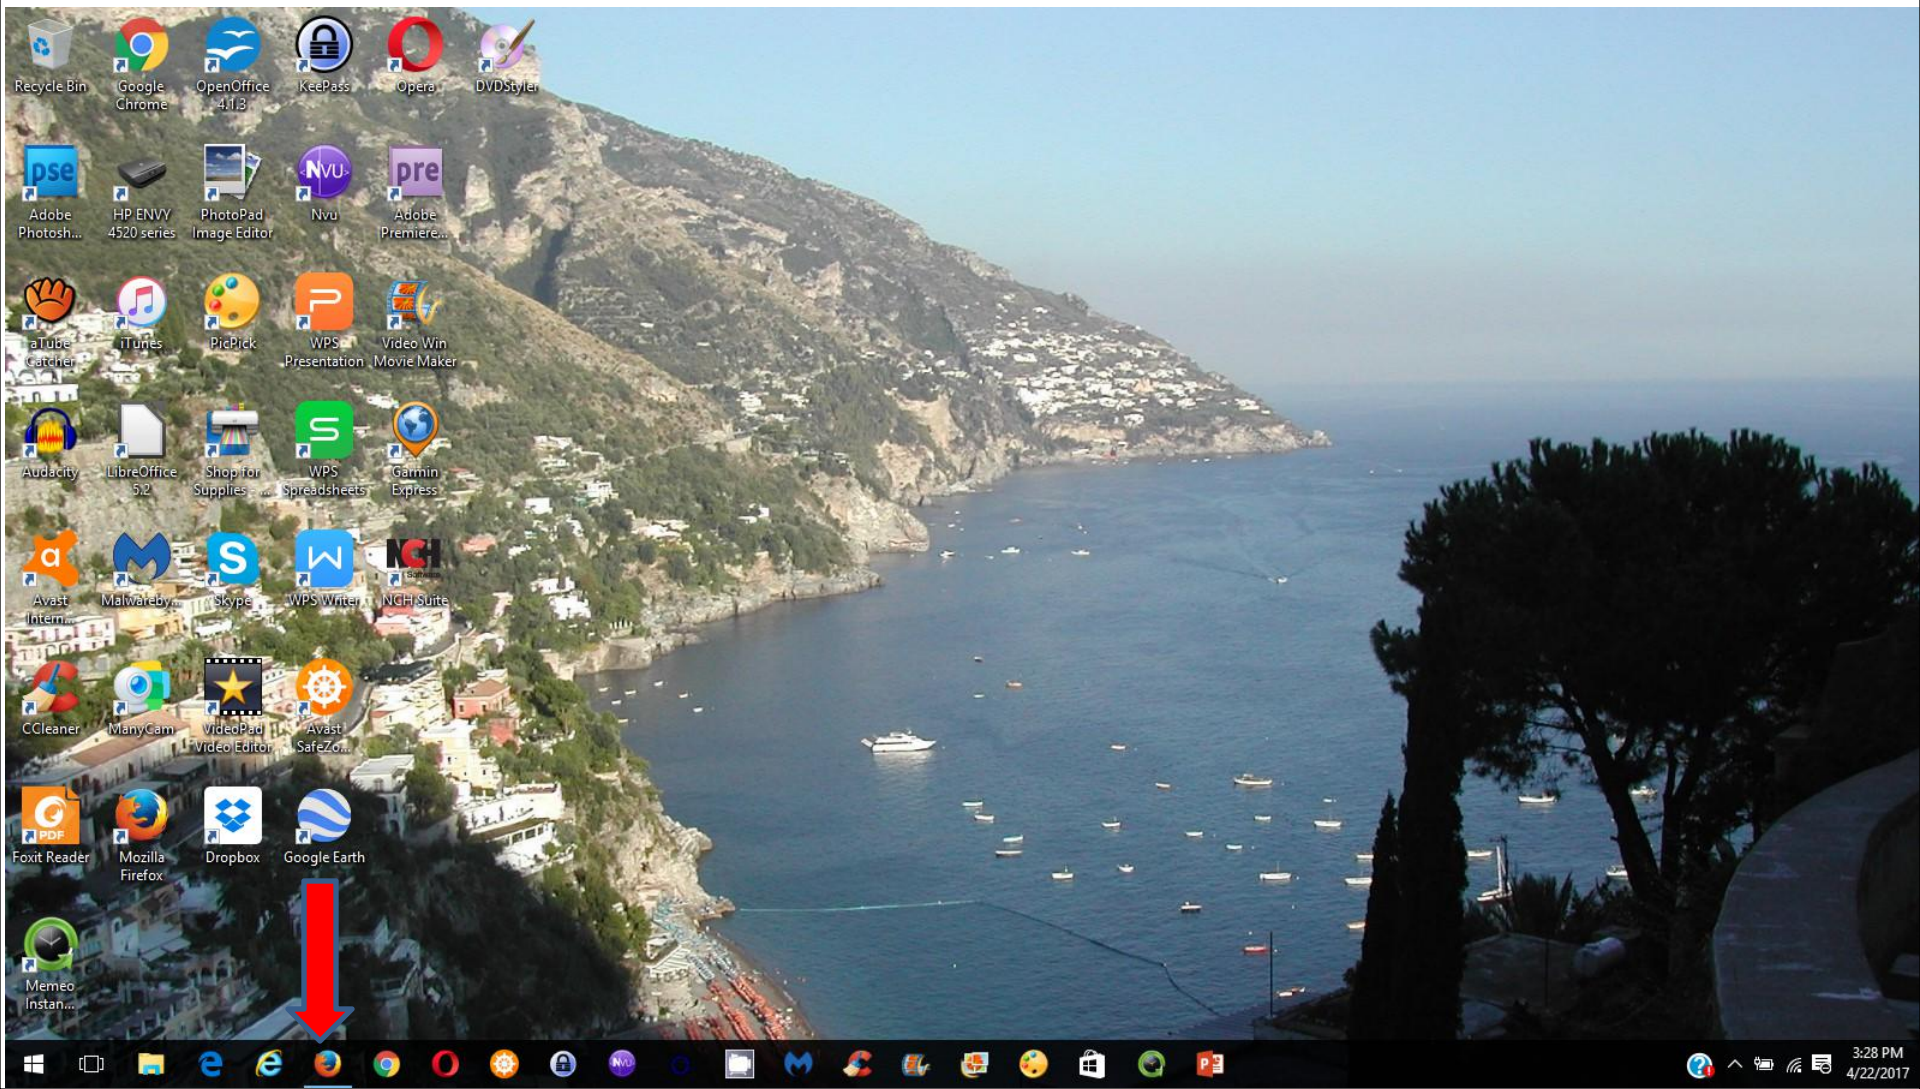 Recycle Bin
Google
Chrome
OpenOffice
4.1.3
KeePass
Opera
DVDStyler
pse
Adobe
Photosh...
HP ENVY
4520 series
PhotoPad
Image Editor
NVU
Nvu
pre
Adobe
Premiere...
aTube
Catcher
iTunes
PicPick
WPS
Presentation
Video Win
Movie Maker
Audacity
LibreOffice
5.2
Shop for
Supplies - ...
S
WPS
Spreadsheets
Garmin
Express
a
Avast
Intern...
Malwareby...
S
Skype
W
WPS Writer
NCH
Software
NCH Suite
CCleaner
ManyCam
VideoPad
Video Editor
Avast
SafeZo...
PDF
Foxit Reader
Mozilla
Firefox
Dropbox
Google Earth
Memeo
Instan...
NVU
P
3:28 PM
4/22/2017